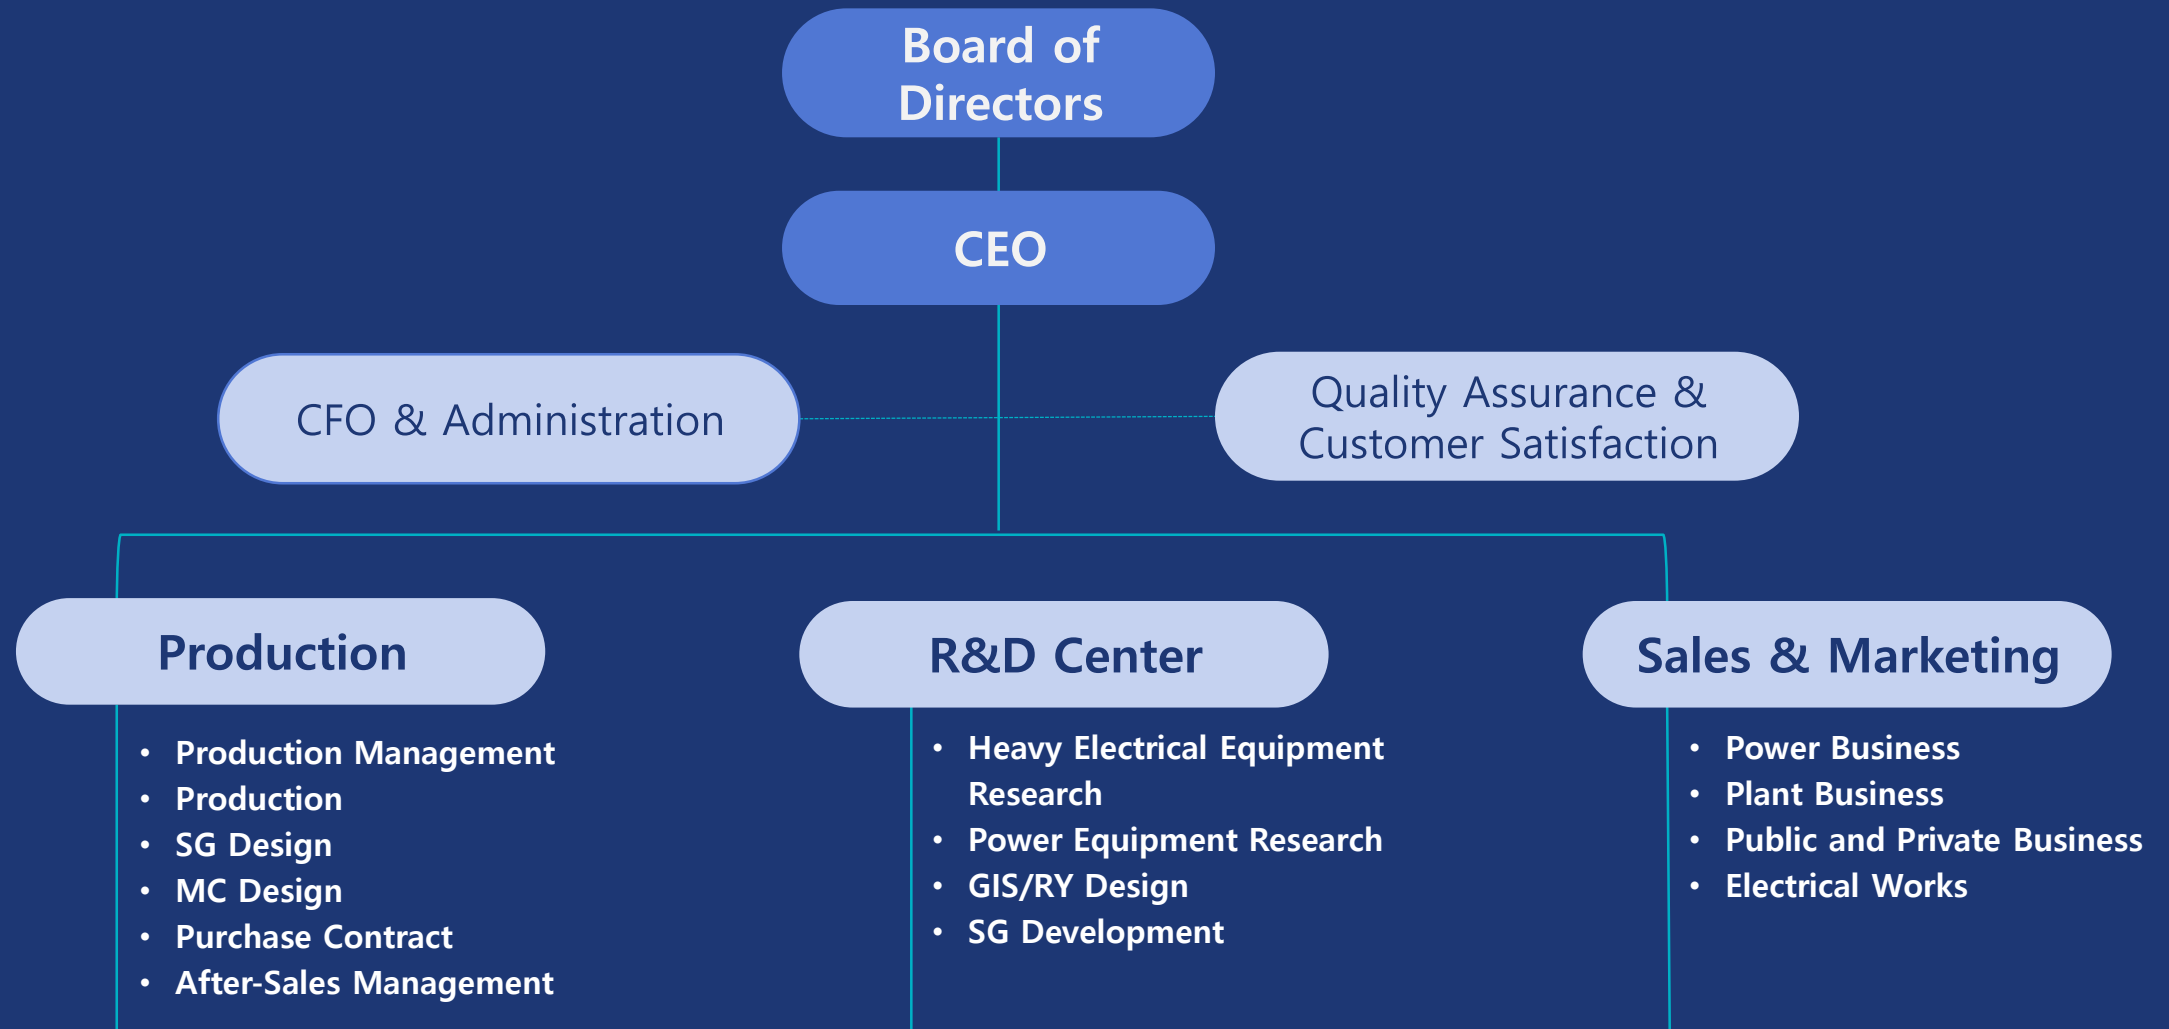 Board of
Directors
CEO
CFO & Administration
Quality Assurance &
Customer Satisfaction
Production
• Production Management
• Production
• SG Design
• MC Design
• Purchase Contract
• After-Sales Management
R&D Center
• Heavy Electrical Equipment
Research
• Power Equipment Research
• GIS/RY Design
• SG Development
Sales & Marketing
• Power Business
• Plant Business
• Public and Private Business
• Electrical Works